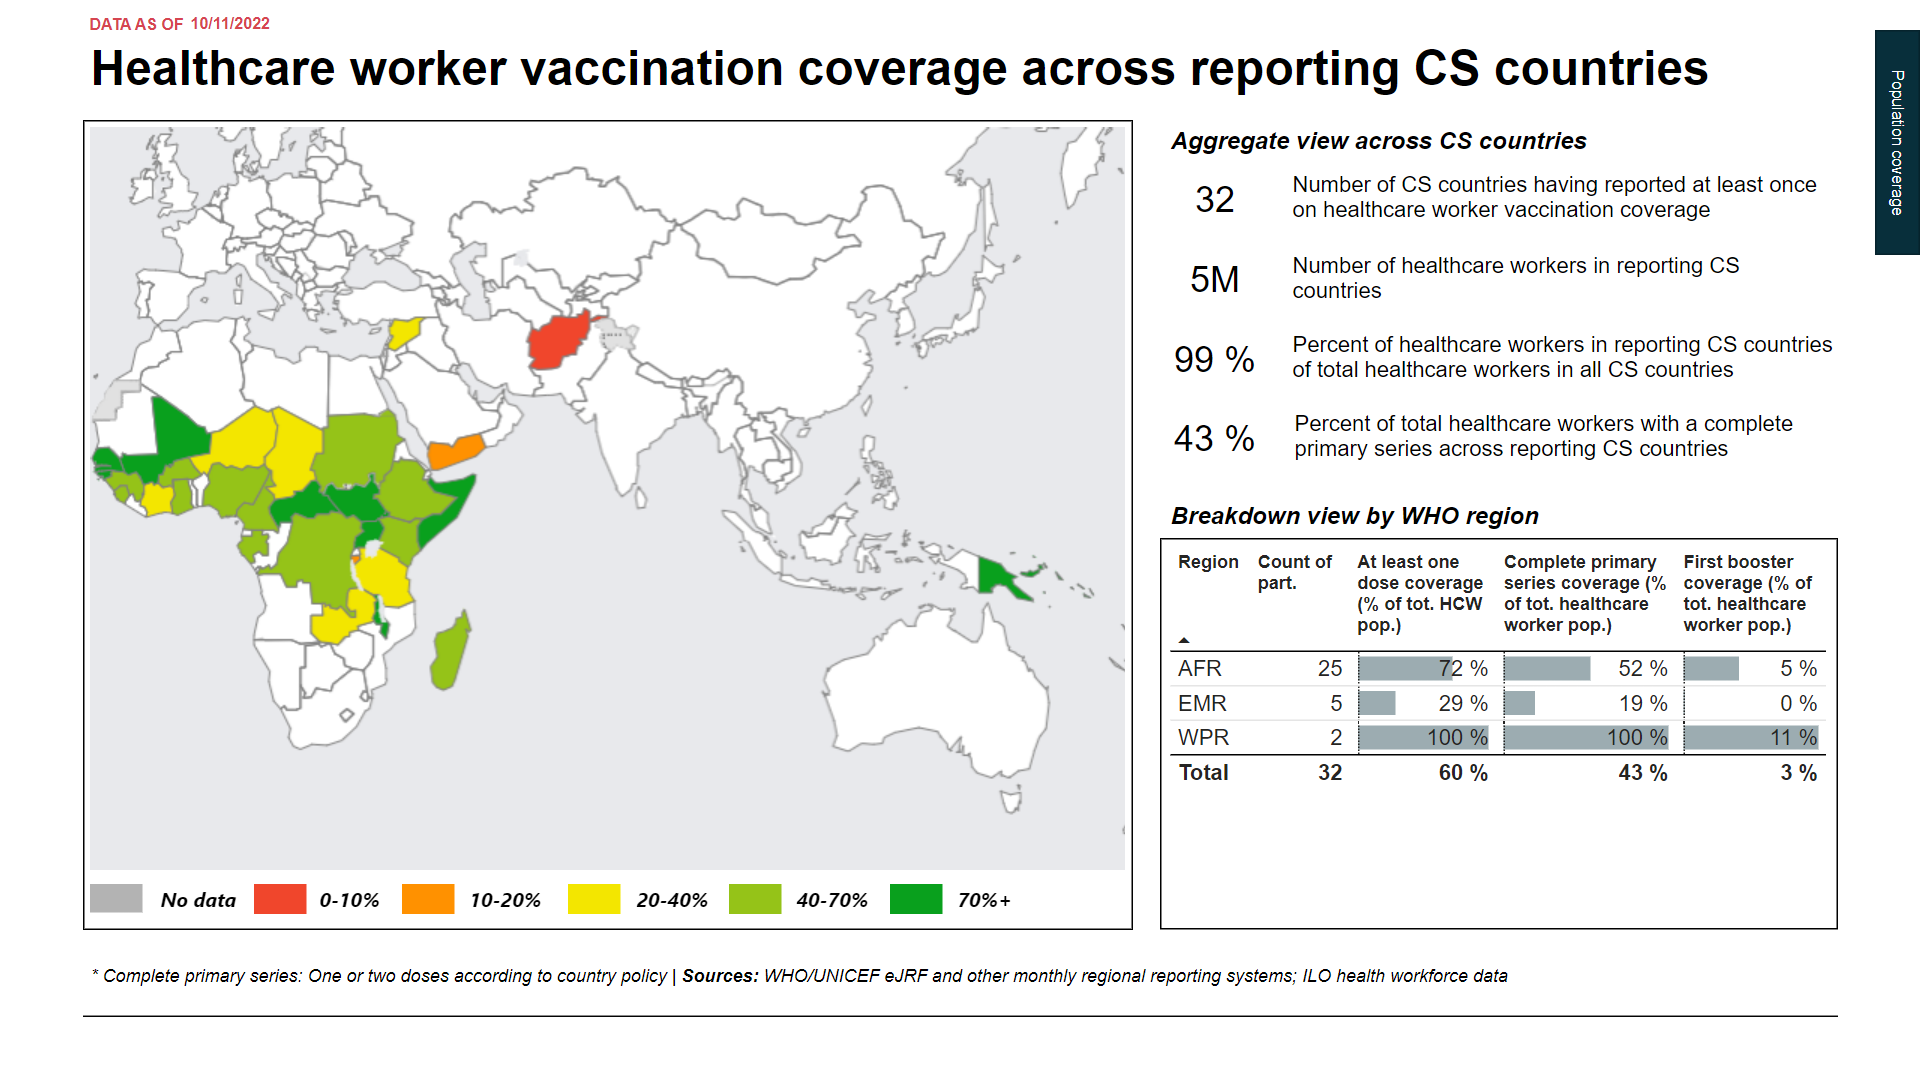 DATA AS OF 10/11/2022
Healthcare worker vaccination coverage across reporting CS countries
Population coverage
Aggregate view across CS countries
32
Number of CS countries having reported at least once
on healthcare worker vaccination coverage
5M
Number of healthcare workers in reporting CS
countries
99 %
Percent of healthcare workers in reporting CS countries
of total healthcare workers in all CS countries
43 %
Percent of total healthcare workers with a complete
primary series across reporting CS countries
Breakdown view by WHO region
Region
Count of
part.
At least one
dose coverage
(% of tot. HCW
pop.)
Complete primary
series coverage (%
of tot. healthcare
worker pop.)
First booster
coverage (% of
tot. healthcare
worker pop.)
AFR 25 72 % 52 % 5 %
EMR 5 29 % 19 % 0 %
WPR 2 100 % 100 % 11 %
Total 32 60 % 43 % 3 %
No data 0-10% 10-20% 20-40% 40-70% 70%+
* Complete primary series: One or two doses according to country policy | Sources: WHO/UNICEF eJRF and other monthly regional reporting systems; ILO health workforce data